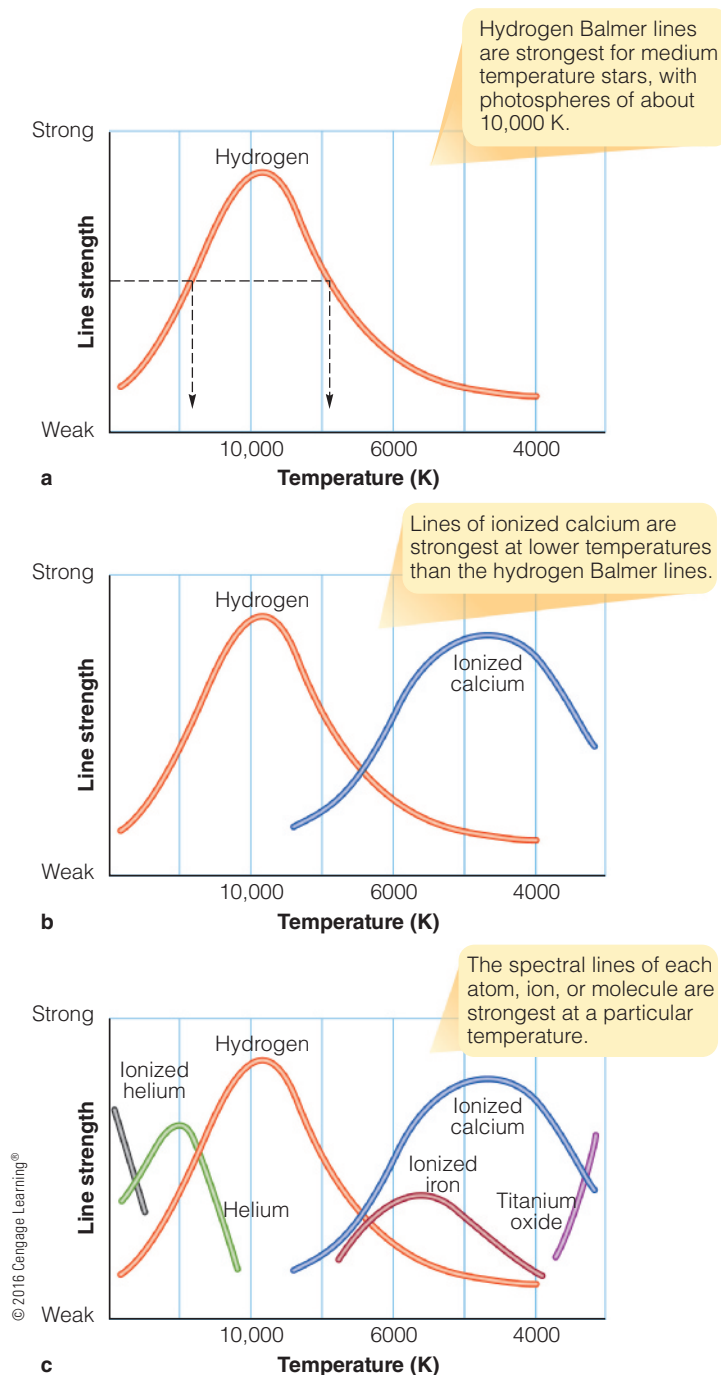 Hydrogen Balmer lines
are strongest for medium
temperature stars, with
photospheres of about
10,000 K.
Strong
Hydrogen
Line strength
Weak
10,000
6000
4000
a
Temperature (K)
Lines of ionized calcium are
strongest at lower temperatures
than the hydrogen Balmer lines.
Strong
Hydrogen
Ionized
calcium
Line strength
Weak
10,000
6000
4000
b
Temperature (K)
The spectral lines of each
atom, ion, or molecule are
strongest at a particular
temperature.
Strong
Hydrogen
Ionized
helium
Ionized
calcium
Ionized
iron
Line strength
Helium
Titanium
oxide
© 2016 Cengage Learning®
Weak
10,000
6000
4000
c
Temperature (K)